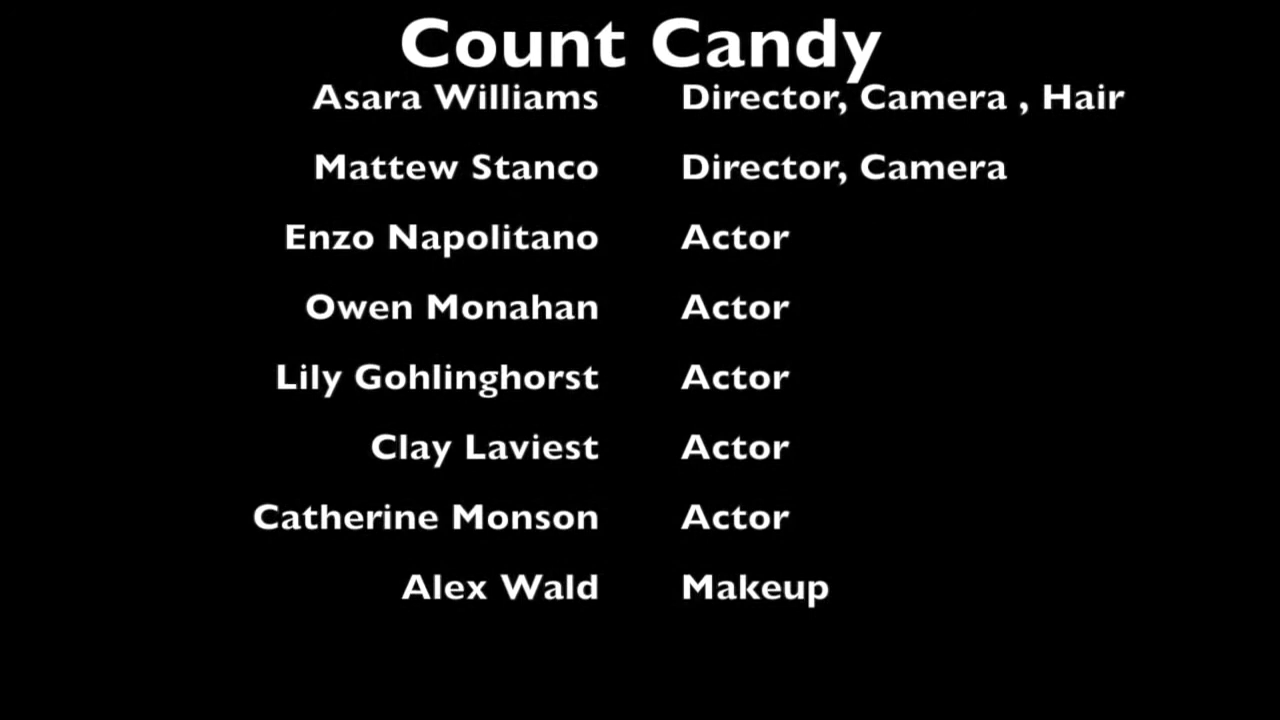 Count Candy
Asara Williams Director, Camera , Hair
Mattew Stanco Director, Camera
Enzo Napolitano Actor
Owen Monahan Actor
Lily Gohlinghorst Actor
Clay Laviest Actor
Catherine Monson Actor
Alex Wald Makeup